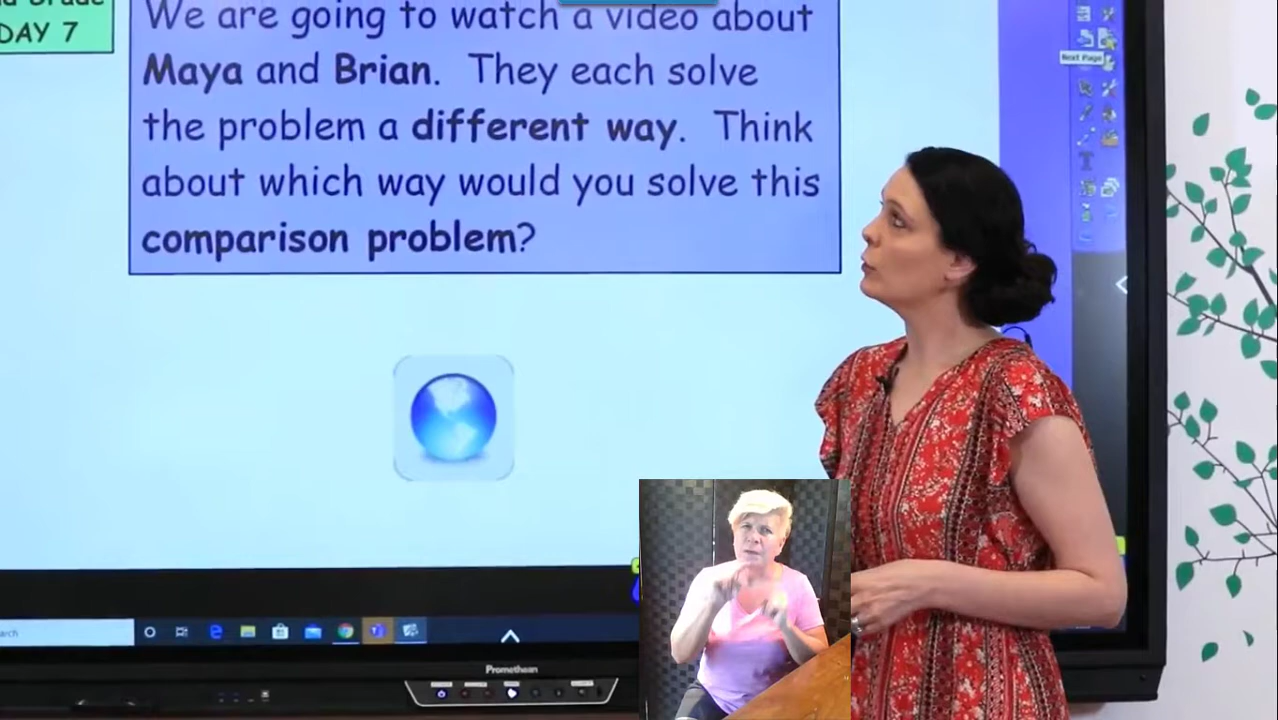 DAY 7
We are going to watch a video about
Maya and Brian. They each solve
the problem a different way. Think
about which way would you solve this
comparison problem?
Next Page
arch
Promethean